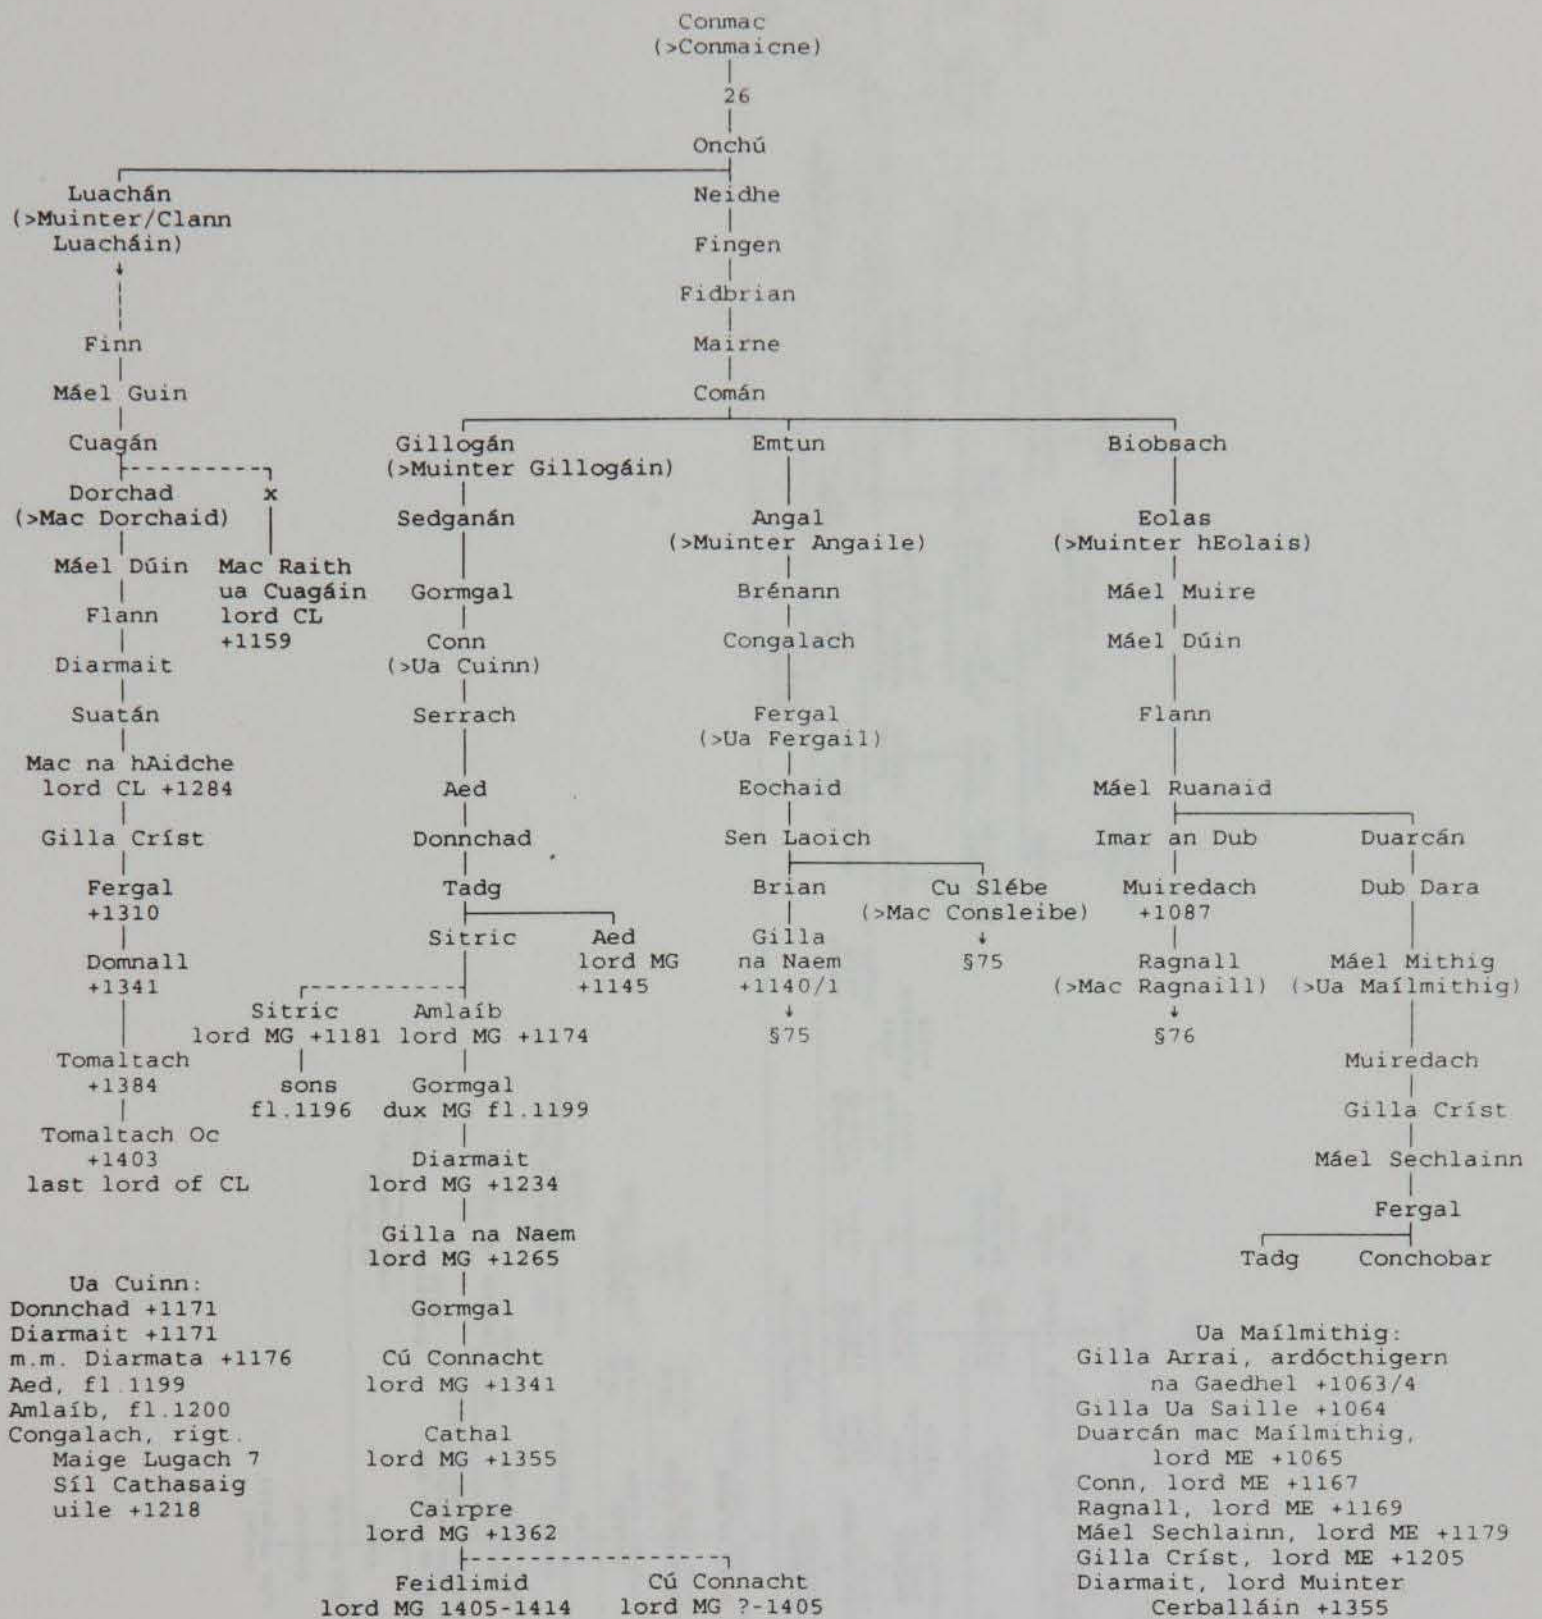 Conmac
(>Conmaicne)
26
Onchú
Luachán
(>Muinter/Clann
Luacháin)
Neidhe
Fingen
Fidbrian
Mairne
Comán
Finn
Máel Guin
Cuagán
Dorchad
(>Mac Dorchaid)
x
Máel Dúin
Mac Raith
ua Cuagáin
lord CL
+1159
Flann
Diarmait
Suatán
Mac na hAidche
lord CL +1284
Gilla Críst
Fergal
+1310
Domnall
+1341
Tomaltach
+1384
Tomaltach Oc
+1403
last lord of CL
Gillogán
(>Muinter Gillogáin)
Sedganán
Gormgal
Conn
(>Ua Cuinn)
Serrach
Aed
Donnchad
Tadg
Sitric
Aed
lord MG
+1145
Sitric
lord MG +1181
sons
fl.1196
Amlaíb
lord MG +1174
Gormgal
dux MG fl.1199
Diarmait
lord MG +1234
Gilla na Naem
lord MG +1265
Gormgal
Cú Connacht
lord MG +1341
Cathal
lord MG +1355
Cairpre
lord MG +1362
Feidlimid
lord MG 1405-1414
Cú Connacht
lord MG ?-1405
Emtun
Angal
(>Muinter Angaile)
Brénann
Congalach
Fergal
(>Ua Fergail)
Eochaid
Sen Laoich
Brian
Gilla
na Naem
+1140/1
§75
Cu Slébe
(>Mac Consleibe)
§75
Biobsach
Eolas
(>Muinter hEolais)
Máel Muire
Máel Dúin
Flann
Máel Ruanaid
Imar an Dub
Muiredach
+1087
Ragnall
(>Mac Ragnaill)
§76
Duarcán
Dub Dara
Máel Mithig
(>Ua Maílmithig)
Muiredach
Gilla Críst
Máel Sechlainn
Fergal
Tadg
Conchobar
Ua Cuinn:
Donnchad +1171
Diarmait +1171
m.m. Diarmata +1176
Aed, fl.1199
Amlaíb, fl.1200
Congalach, rigt.
Maige Lugach 7
Síl Cathasaig
uile +1218
Ua Maílmithig:
Gilla Arrai, ardócthigern
na Gaedhel +1063/4
Gilla Ua Saille +1064
Duarcán mac Maílmithig,
lord ME +1065
Conn, lord ME +1167
Ragnall, lord ME +1169
Máel Sechlainn, lord ME +1179
Gilla Críst, lord ME +1205
Diarmait, lord Muinter
Cerballáin +1355